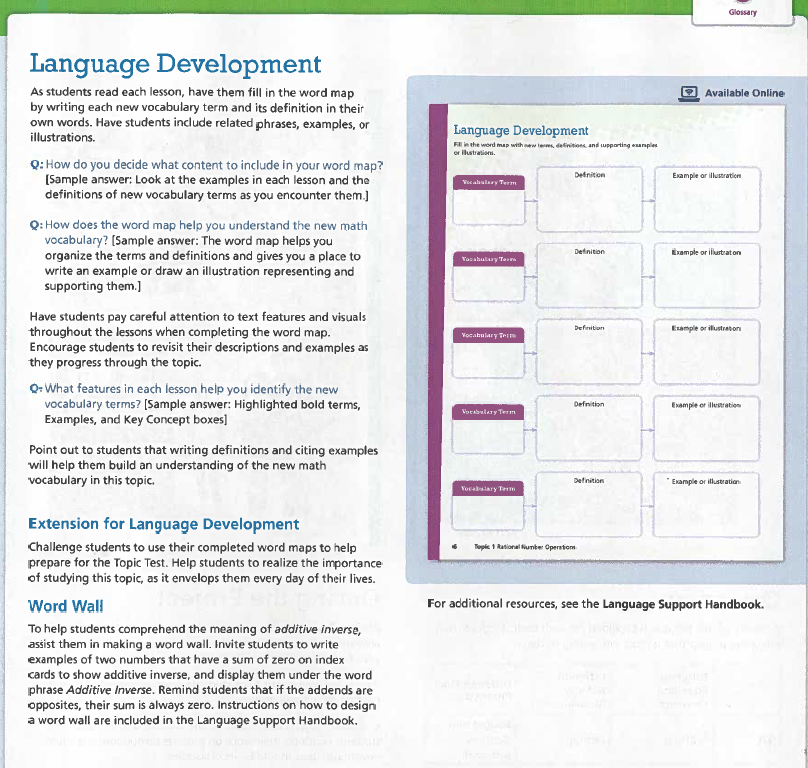 Glossary
Language Development
As students read each lesson, have them fill in the word map
by writing each new vocabulary term and its definition in their
own words. Have students include related phrases, examples, or
illustrations.
Q: How do you decide what content to include in your word map?
[Sample answer: Look at the examples in each lesson and the
definitions of new vocabulary terms as you encounter them.]
Q: How does the word map help you understand the new math
vocabulary? [Sample answer: The word map helps you
organize the terms and definitions and gives you a place to
write an example or draw an illustration representing and
supporting them.]
Have students pay careful attention to text features and visuals
throughout the lessons when completing the word map.
Encourage students to revisit their descriptions and examples as
they progress through the topic.
Q: What features in each lesson help you identify the new
vocabulary terms? [Sample answer: Highlighted bold terms,
Examples, and Key Concept boxes]
Point out to students that writing definitions and citing examples
will help them build an understanding of the new math
vocabulary in this topic.
Extension for Language Development
Challenge students to use their completed word maps to help
prepare for the Topic Test. Help students to realize the importance
of studying this topic, as it envelops them every day of their lives.
Word Wall
To help students comprehend the meaning of additive inverse,
assist them in making a word wall. Invite students to write
examples of two numbers that have a sum of zero on index
cards to show additive inverse, and display them under the word
phrase Additive Inverse. Remind students that if the addends are
opposites, their sum is always zero. Instructions on how to design
a word wall are included in the Language Support Handbook.
Available Online
Language Development
Fill in the word map with new terms, definitions, and supporting examples
or illustrations.
Vocabulary Term Definition Example or illustration
Vocabulary Term Definition Example or illustration
Vocabulary Term Definition Example or illustration
Vocabulary Term Definition Example or illustration
Vocabulary Term Definition Example or illustration
Topic 1 Rational Number Operations
For additional resources, see the Language Support Handbook.